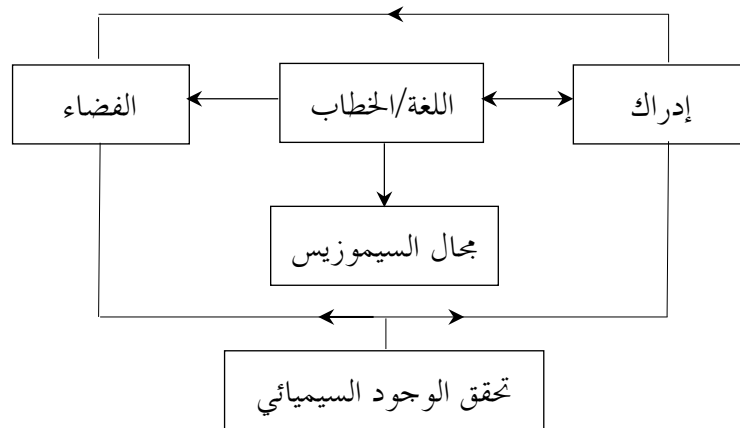 إدراك
اللغة/الخطاب
الفضاء
مجال السيموزيس
تحقق الوجود السيميائي